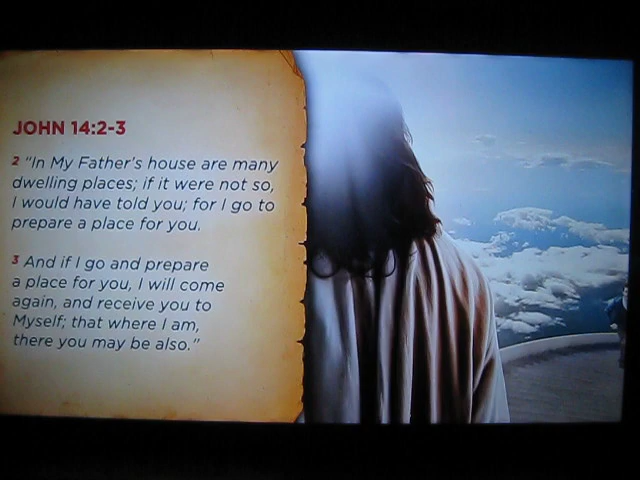 JOHN 14:2-3
2 "In My Father's house are many
dwelling places; if it were not so,
I would have told you; for I go to
prepare a place for you.
3 And if I go and prepare
a place for you, I will come
again, and receive you to
Myself; that where I am,
there you may be also."